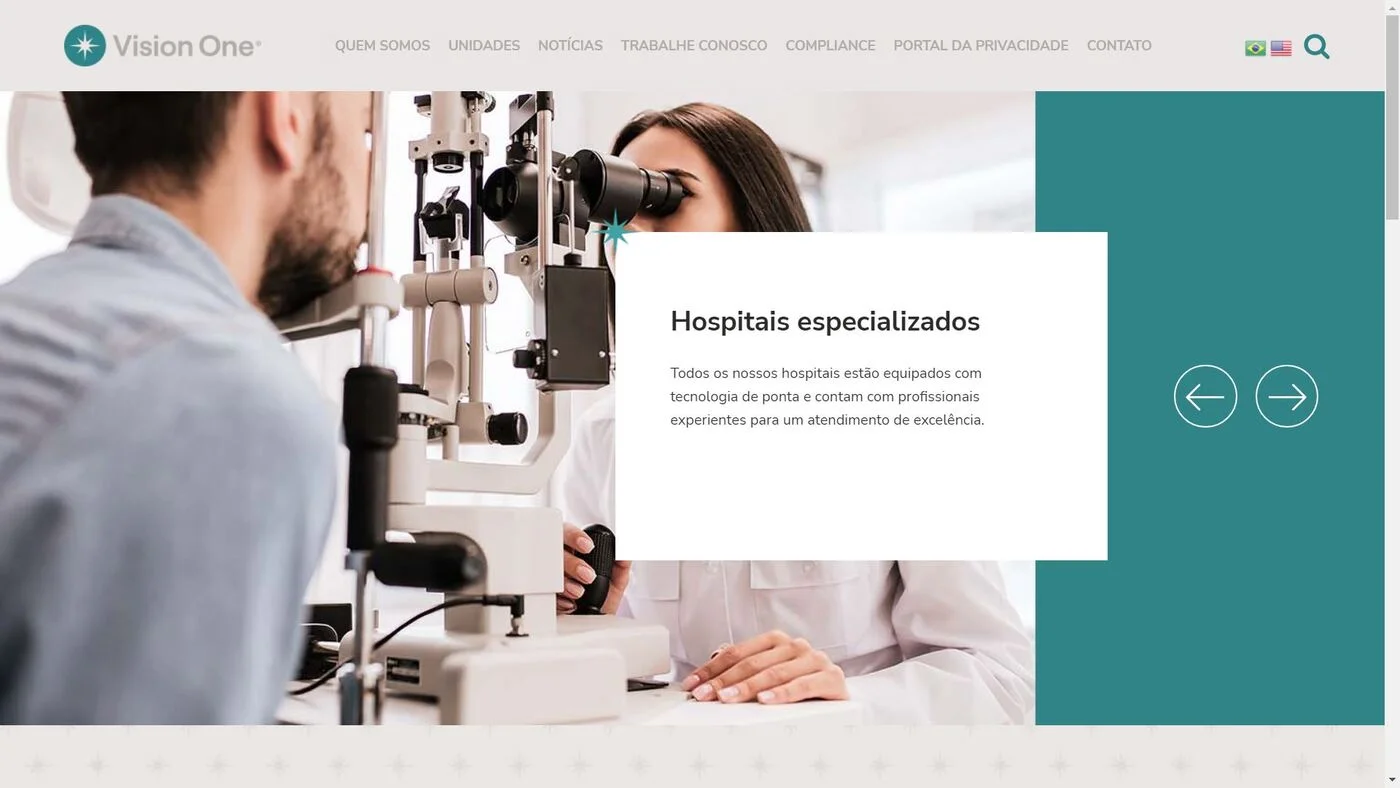 Vision One®
QUEM SOMOS
UNIDADES
NOTÍCIAS
TRABALHE CONOSCO
COMPLIANCE
PORTAL DA PRIVACIDADE
CONTATO
Hospitais especializados
Todos os nossos hospitais estão equipados com
tecnologia de ponta e contam com profissionais
experientes para um atendimento de excelência.